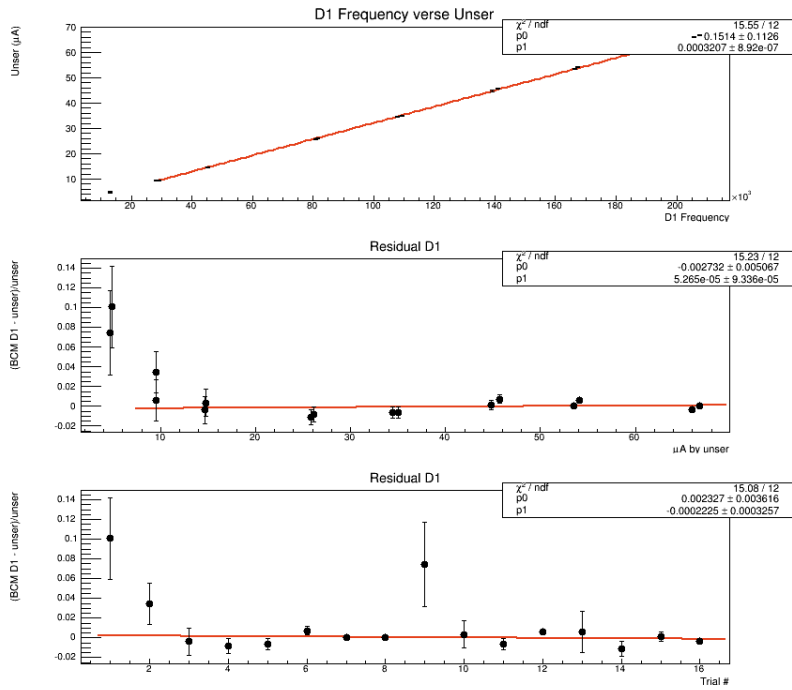 D1 Frequency verse Unser
Unser (μA)
χ² / ndf 15.55 / 12
p0 −0.1514 ± 0.1126
p1 0.0003207 ± 8.92e-07
70
60
50
40
30
20
10
20 40 60 80 100 120 140 160 180 200
×10³
D1 Frequency
Residual D1
(BCM D1 - unser)/unser
χ² / ndf 15.23 / 12
p0 -0.002732 ± 0.005067
p1 5.265e-05 ± 9.336e-05
0.14
0.12
0.1
0.08
0.06
0.04
0.02
0
-0.02
10 20 30 40 50 60
μA by unser
Residual D1
(BCM D1 - unser)/unser
χ² / ndf 15.08 / 12
p0 0.002327 ± 0.003616
p1 -0.0002225 ± 0.0003257
0.14
0.12
0.1
0.08
0.06
0.04
0.02
0
-0.02
2 4 6 8 10 12 14 16
Trial #